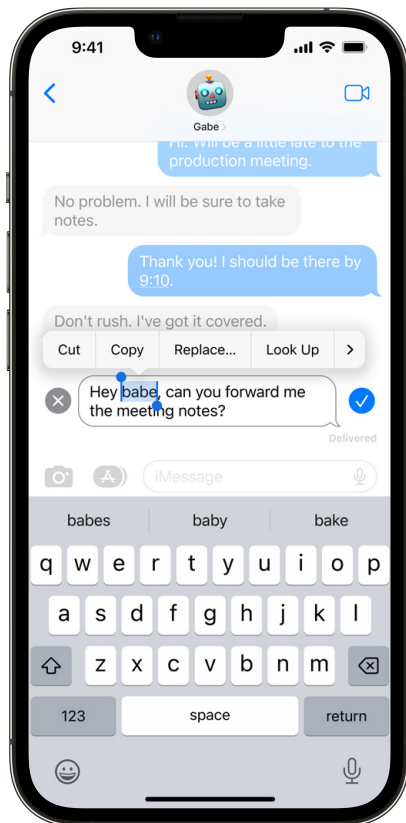 9:41
Gabe >
Hi. Will be a little late to the
production meeting.
No problem. I will be sure to take
notes.
Thank you! I should be there by
9:10.
Don't rush. I've got it covered.
Cut Copy Replace... Look Up >
Hey babe, can you forward me
the meeting notes?
Delivered
iMessage
babes baby bake
q w e r t y u i o p
a s d f g h j k l
z x c v b n m
123 space return